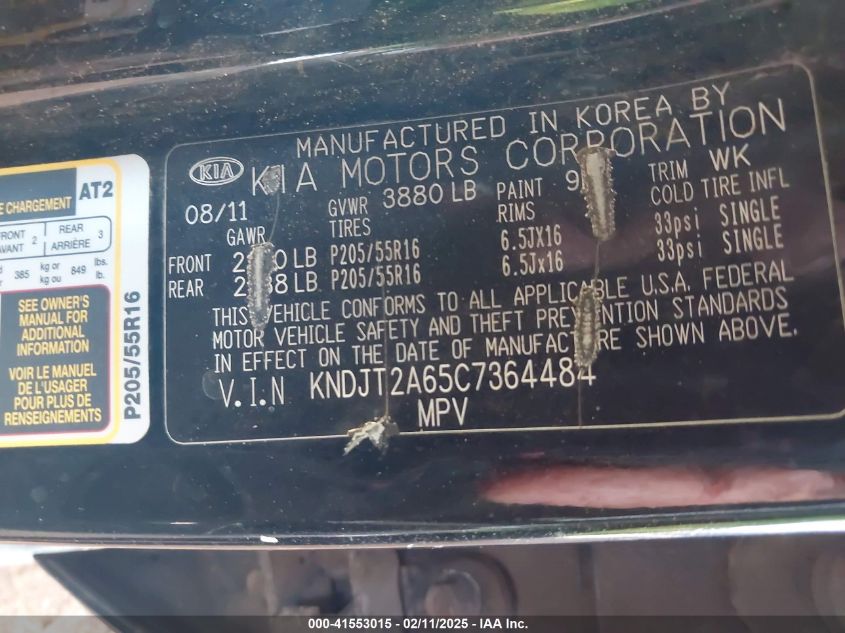 E CHARGEMENT
AT2
FRONT 2 REAR 3
AVANT ARRIÈRE
385 kg or kg ou 849 lbs. lb.
SEE OWNER'S
MANUAL FOR
ADDITIONAL
INFORMATION
VOIR LE MANUEL
DE L'USAGER
POUR PLUS DE
RENSEIGNEMENTS
P205/55R16
MANUFACTURED IN KOREA BY
KIA KIA MOTORS CORPORATION
08/11 GVWR 3880 LB PAINT TRIM WK
GAWR TIRES RIMS COLD TIRE INFL
FRONT LB P205/55R16 6.5JX16 33psi SINGLE
REAR LB P205/55R16 6.5Jx16 33psi SINGLE
THIS VEHICLE CONFORMS TO ALL APPLICABLE U.S.A. FEDERAL
MOTOR VEHICLE SAFETY AND THEFT PREVENTION STANDARDS
IN EFFECT ON THE DATE OF MANUFACTURE SHOWN ABOVE.
V.I.N KNDJT2A65C7364484
MPV
000-41553015 - 02/11/2025 - IAA Inc.